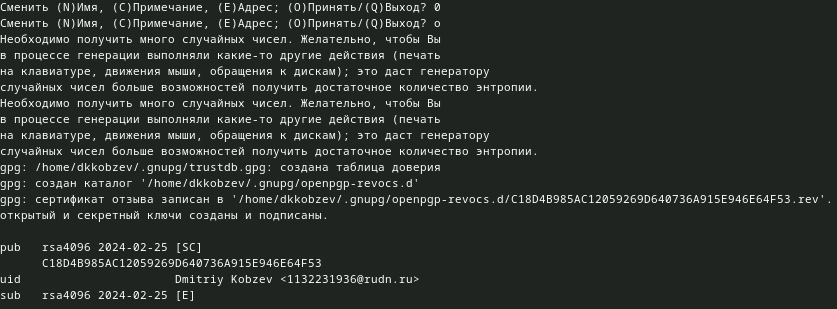 Сменить (N)Имя, (C)Примечание, (E)Адрес; (O)Принять/(Q)Выход? 0
Сменить (N)Имя, (C)Примечание, (E)Адрес; (O)Принять/(Q)Выход? о
Необходимо получить много случайных чисел. Желательно, чтобы Вы
в процессе генерации выполняли какие-то другие действия (печать
на клавиатуре, движения мыши, обращения к дискам); это даст генератору
случайных чисел больше возможностей получить достаточное количество энтропии.
Необходимо получить много случайных чисел. Желательно, чтобы Вы
в процессе генерации выполняли какие-то другие действия (печать
на клавиатуре, движения мыши, обращения к дискам); это даст генератору
случайных чисел больше возможностей получить достаточное количество энтропии.
gpg: /home/dkkobzev/.gnupg/trustdb.gpg: создана таблица доверия
gpg: создан каталог '/home/dkkobzev/.gnupg/openpgp-revocs.d'
gpg: сертификат отзыва записан в '/home/dkkobzev/.gnupg/openpgp-revocs.d/C18D4B985AC12059269D640736A915E946E64F53.rev'.
открытый и секретный ключи созданы и подписаны.
pub   rsa4096 2024-02-25 [SC]
      C18D4B985AC12059269D640736A915E946E64F53
uid                      Dmitriy Kobzev <1132231936@rudn.ru>
sub   rsa4096 2024-02-25 [E]